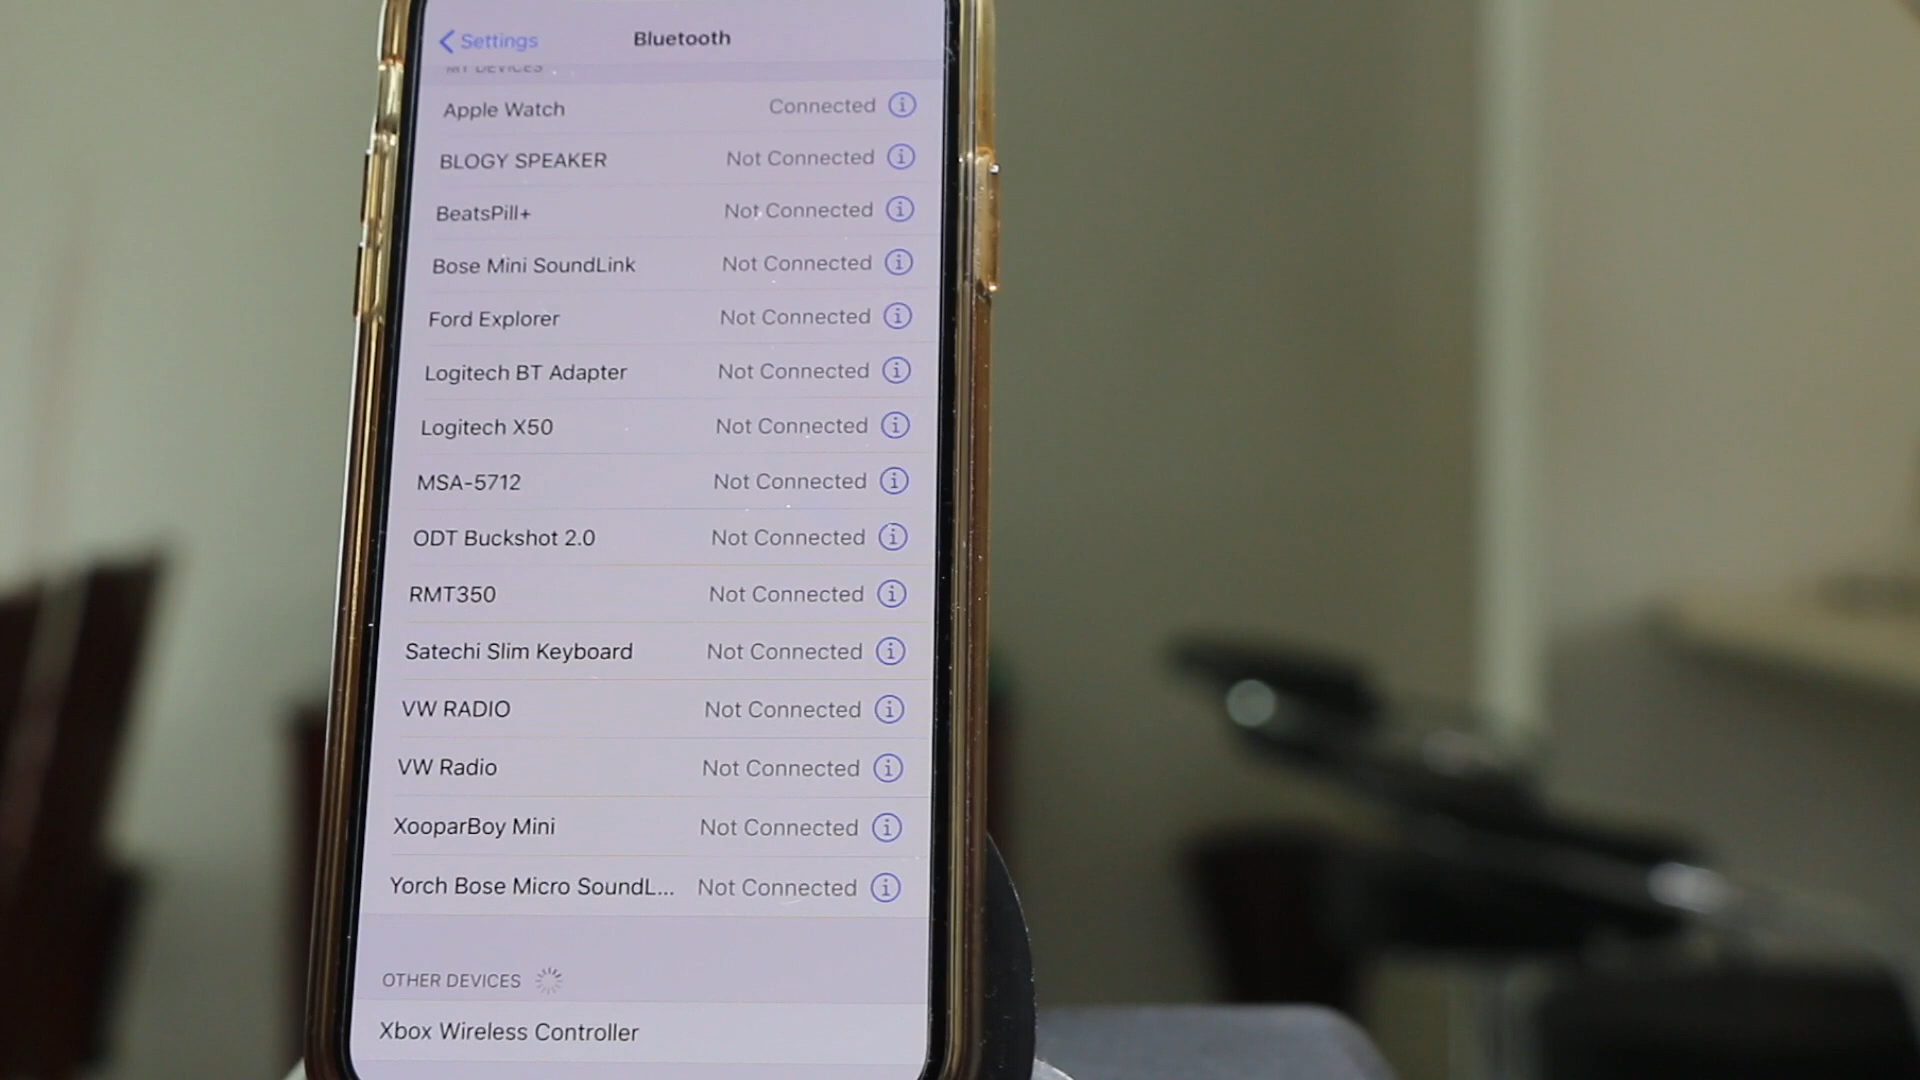 Settings Bluetooth
MY DEVICES
Apple Watch Connected
BLOGY SPEAKER Not Connected
BeatsPill+ Not Connected
Bose Mini SoundLink Not Connected
Ford Explorer Not Connected
Logitech BT Adapter Not Connected
Logitech X50 Not Connected
MSA-5712 Not Connected
ODT Buckshot 2.0 Not Connected
RMT350 Not Connected
Satechi Slim Keyboard Not Connected
VW RADIO Not Connected
VW Radio Not Connected
XooparBoy Mini Not Connected
Yorch Bose Micro SoundL... Not Connected
OTHER DEVICES
Xbox Wireless Controller